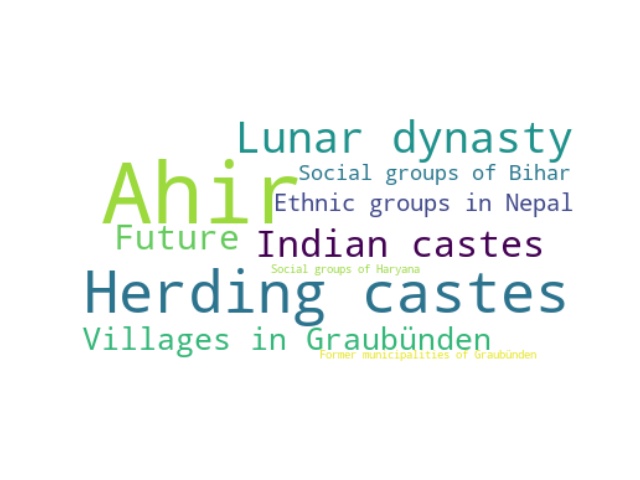 Lunar dynasty
Ahir
Social groups of Bihar
Ethnic groups in Nepal
Future
Indian castes
Social groups of Haryana
Herding castes
Villages in Graubünden
Former municipalities of Graubünden